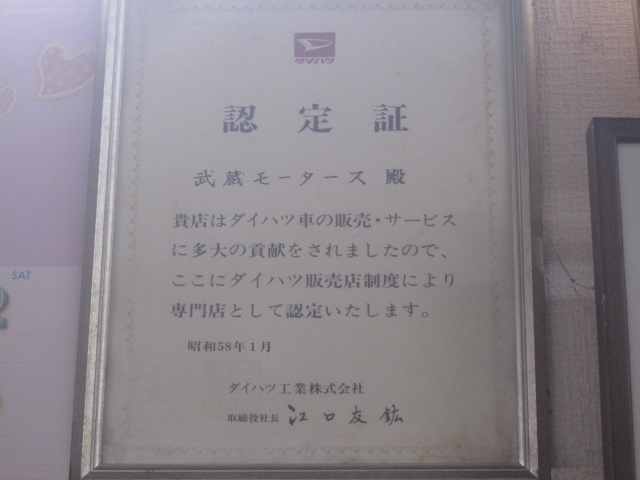 ダイハツ
認定証
武蔵モータース 殿
貴店はダイハツ車の販売・サービス
に多大の貢献をされましたので、
ここにダイハツ販売店制度により
専門店として認定いたします。
昭和58年1月
ダイハツ工業株式会社
取締役社長 江口友鉱
SAT
2